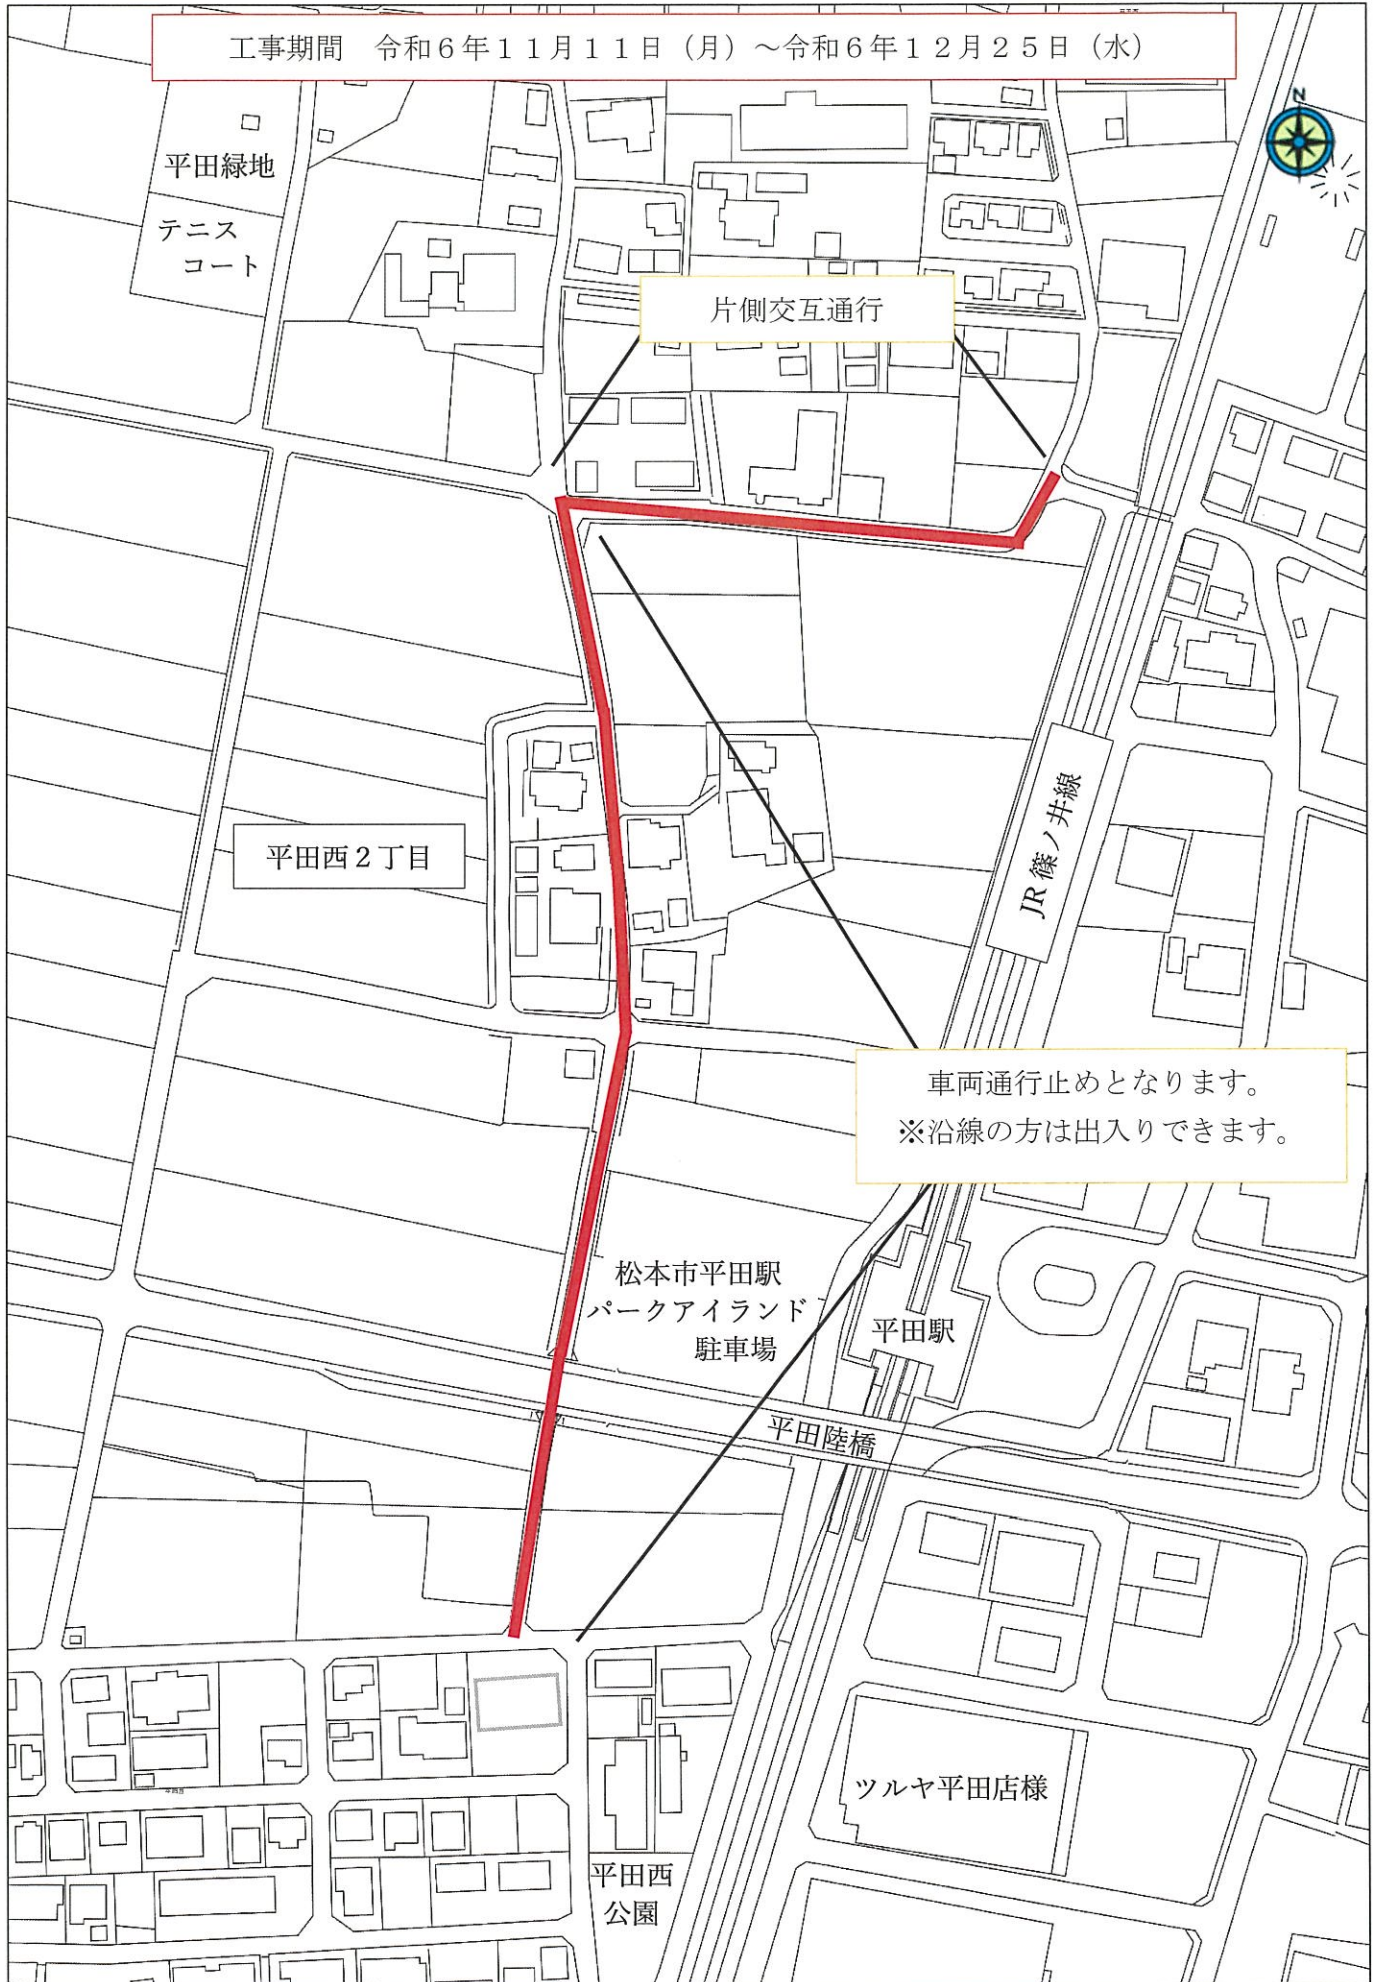 工事期間　令和６年１１月１１日（月）～令和６年１２月２５日（水）
N
平田緑地
テニス
コート
片側交互通行
平田西２丁目
JR 篠ノ井線
車両通行止めとなります。
※沿線の方は出入りできます。
松本市平田駅
パークアイランド
駐車場
平田駅
平田陸橋
ツルヤ平田店様
平田西
公園